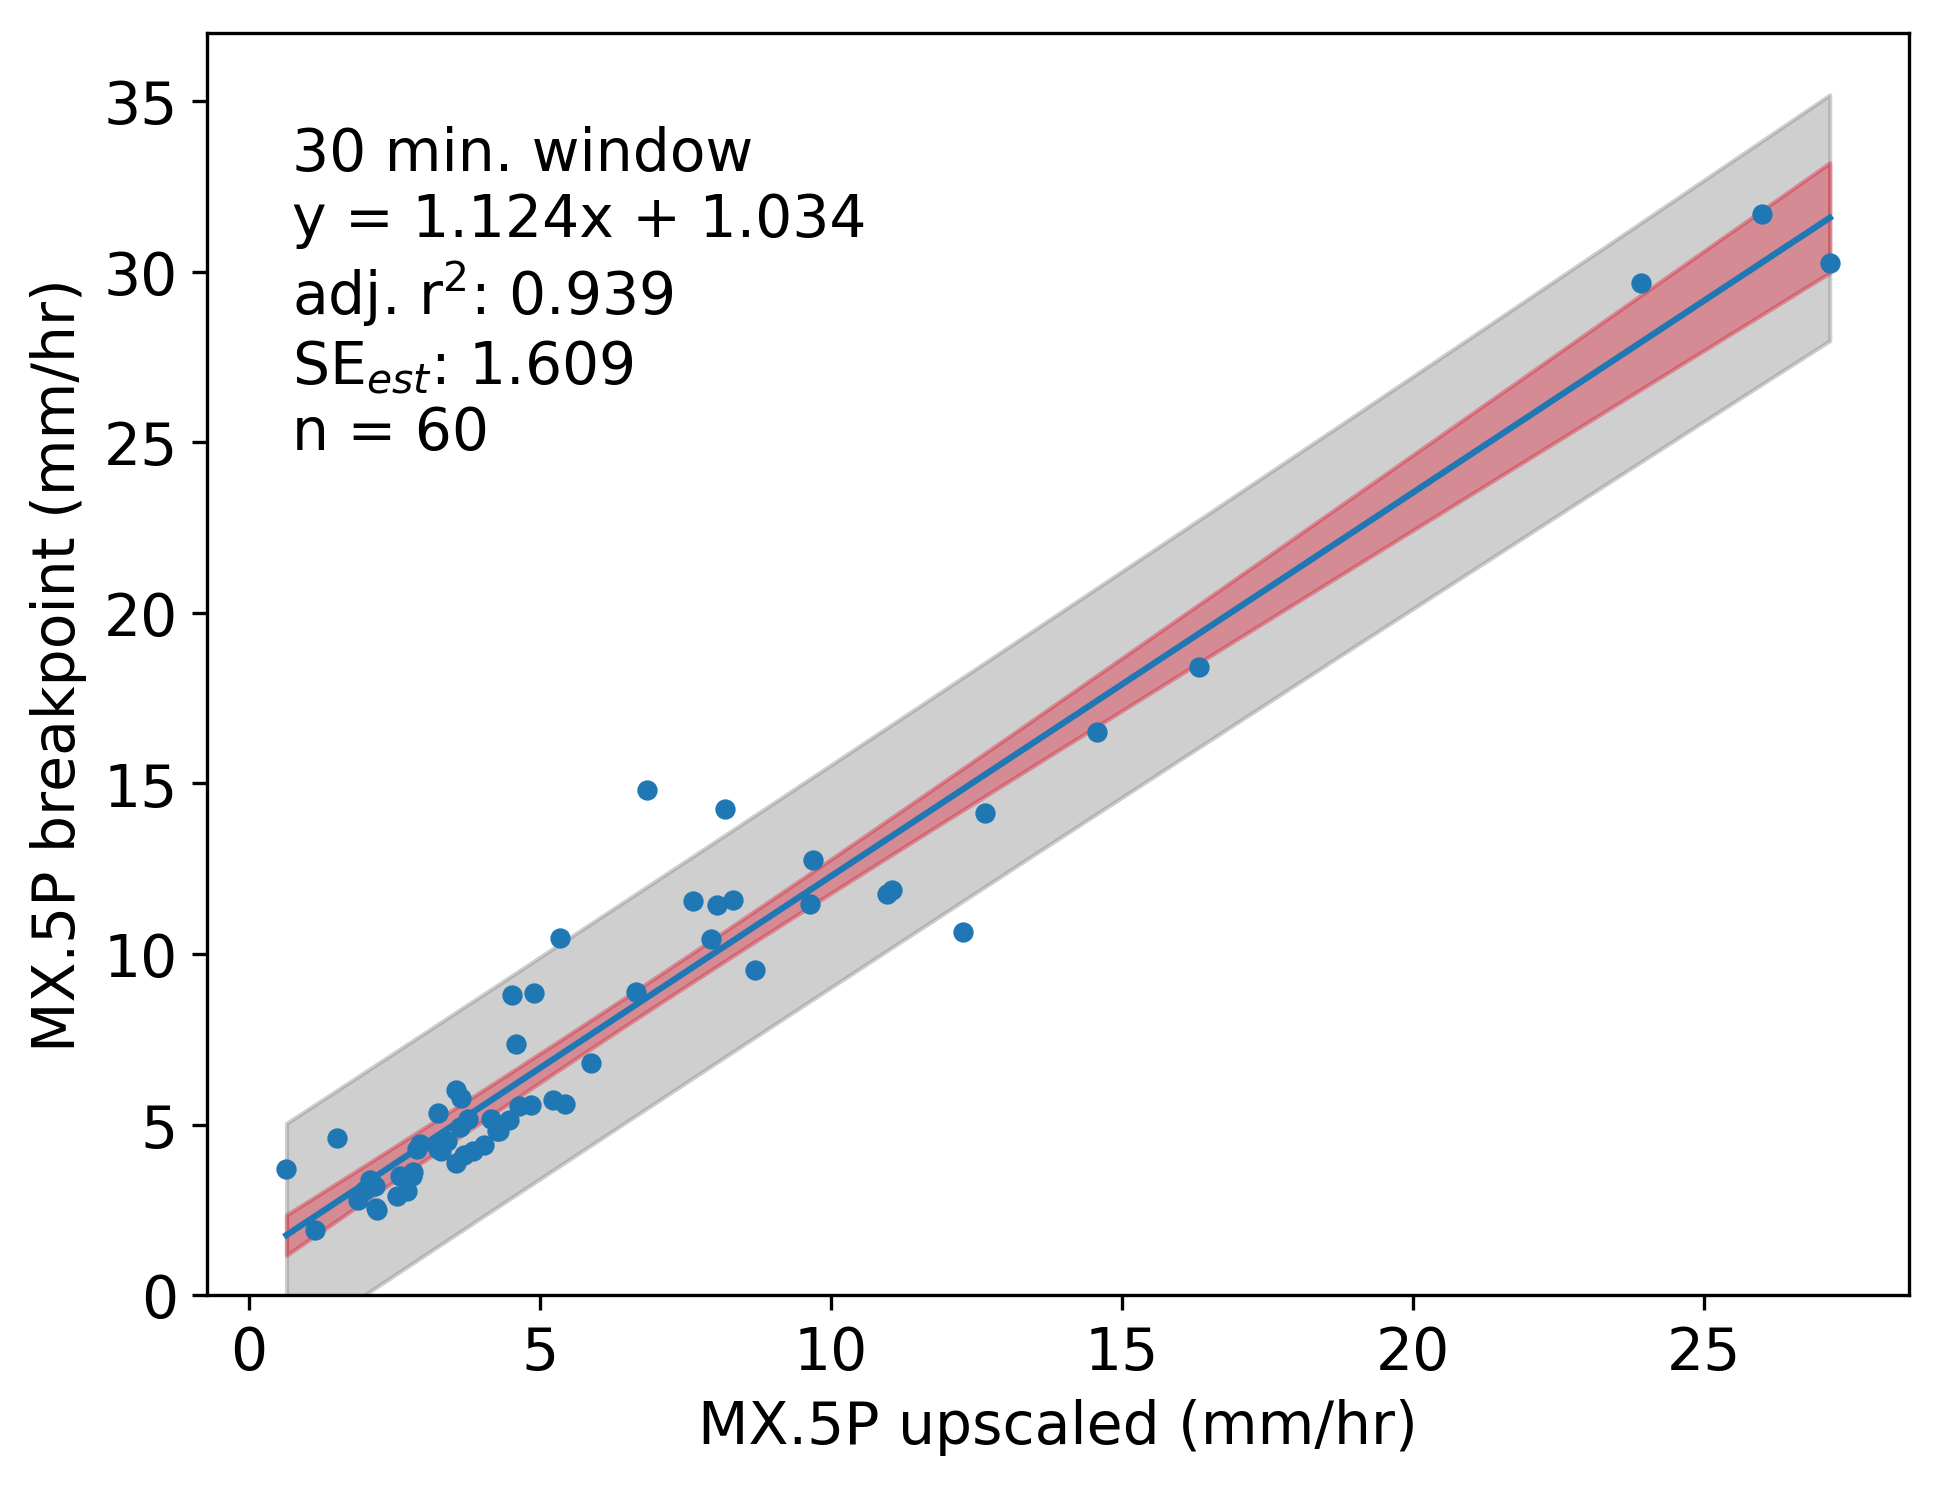 30 min. window
y = 1.124x + 1.034
adj. r²: 0.939
SEest: 1.609
n = 60
MX.5P breakpoint (mm/hr)
35
30
25
20
15
10
5
0
0 5 10 15 20 25
MX.5P upscaled (mm/hr)